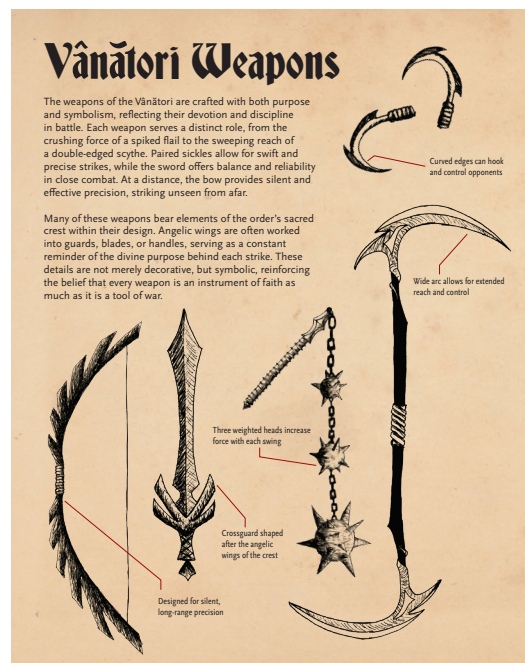 Vânători Weapons
The weapons of the Vânători are crafted with both purpose
and symbolism, reflecting their devotion and discipline
in battle. Each weapon serves a distinct role, from the
crushing force of a spiked flail to the sweeping reach of
a double-edged scythe. Paired sickles allow for swift and
precise strikes, while the sword offers balance and reliability
in close combat. At a distance, the bow provides silent and
effective precision, striking unseen from afar.
Many of these weapons bear elements of the order's sacred
crest within their design. Angelic wings are often worked
into guards, blades, or handles, serving as a constant
reminder of the divine purpose behind each strike. These
details are not merely decorative, but symbolic, reinforcing
the belief that every weapon is an instrument of faith as
much as it is a tool of war.
Curved edges can hook
and control opponents
Wide arc allows for extended
reach and control
Three weighted heads increase
force with each swing
Crossguard shaped
after the angelic
wings of the crest
Designed for silent,
long-range precision